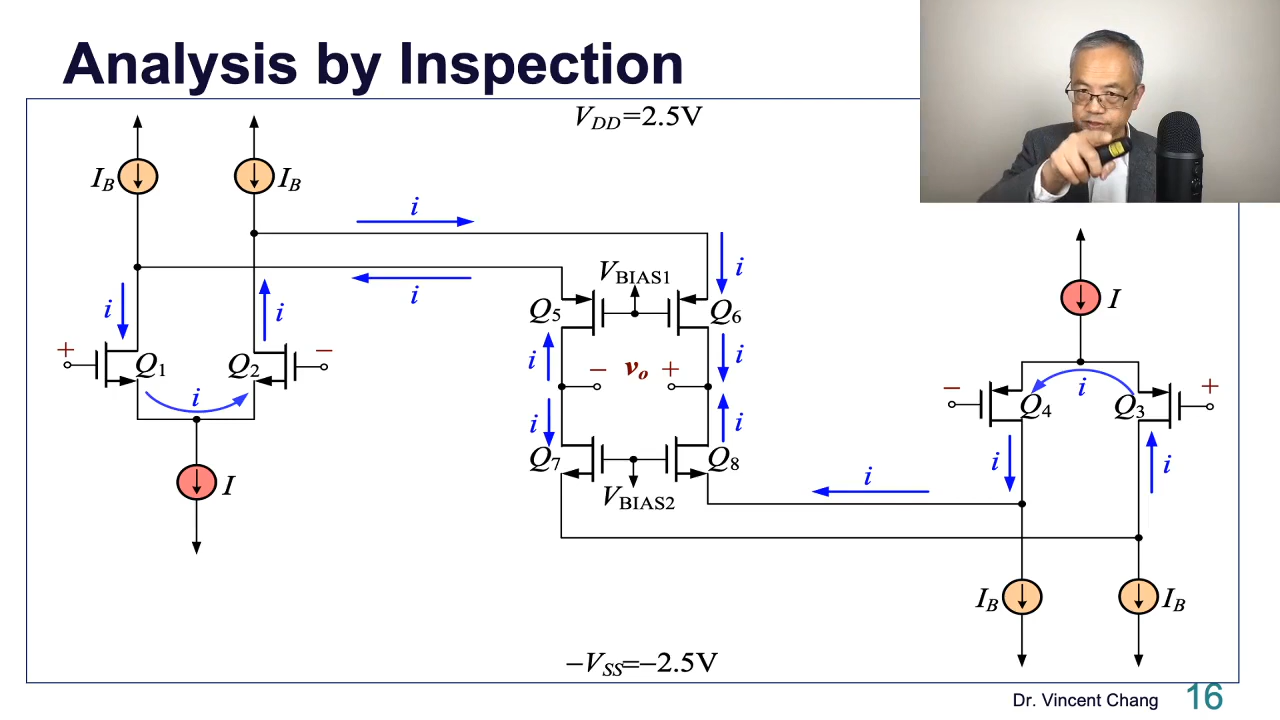 Analysis by Inspection
V_DD=2.5V
I_B
I_B
i
i
i
i
i
V_BIAS1
Q_5
Q_6
I
+
Q_1
Q_2
−
i
i
i
− v_o +
−
Q_4
i
Q_3
+
i
i
Q_7
Q_8
i
i
i
I
V_BIAS2
I_B
I_B
−V_SS=−2.5V
Dr. Vincent Chang
16